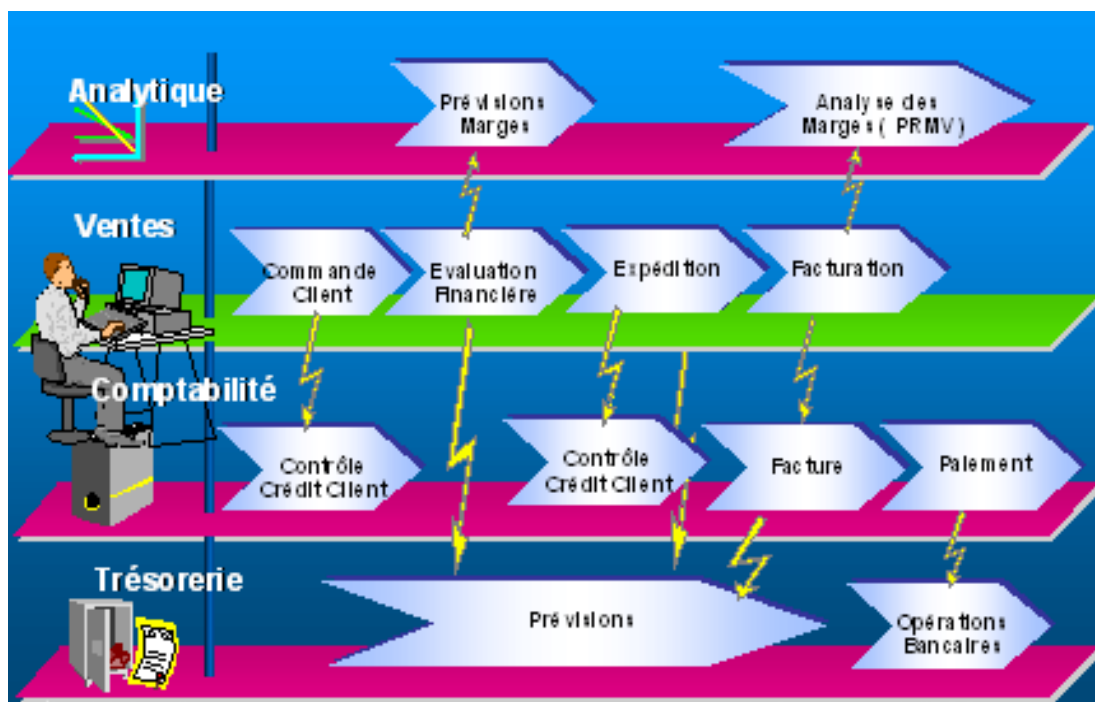 Analytique
Prévisions
Marges
Analyse des
Marges( PRMV)
Ventes
Commande
Client
Evaluation
Financiére
Expédition
Facturation
Comptabilité
Contrôle
Crédit Client
Contrôle
Crédit Client
Facture
Paiement
Trésorerie
Prévisions
Opérations
Bancaires